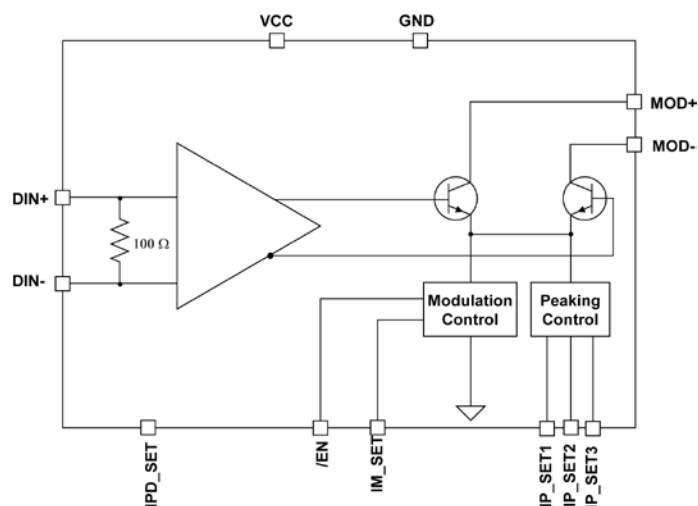 VCC
GND
MOD+
MOD-
DIN+
100 Ω
DIN-
Modulation
Control
Peaking
Control
IPD_SET
/EN
IM_SET
IP_SET1
IP_SET2
IP_SET3